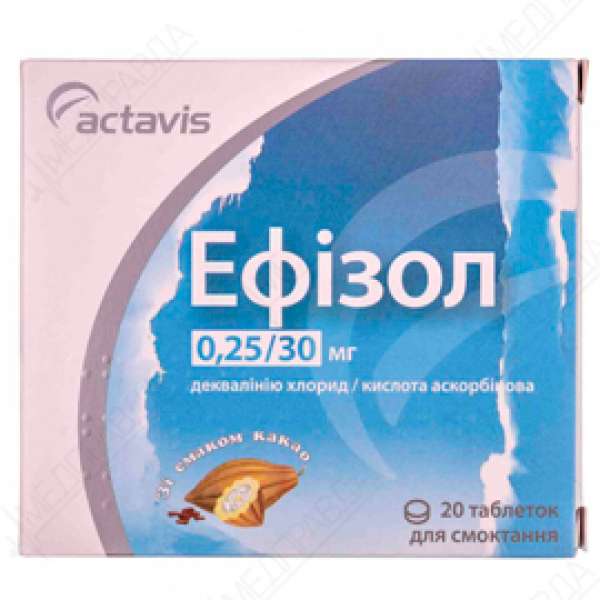 actavis
Ефізол
0,25/30 мг
деквалінію хлорид / кислота аскорбінова
Зі смаком какао
20 таблеток
для смоктання